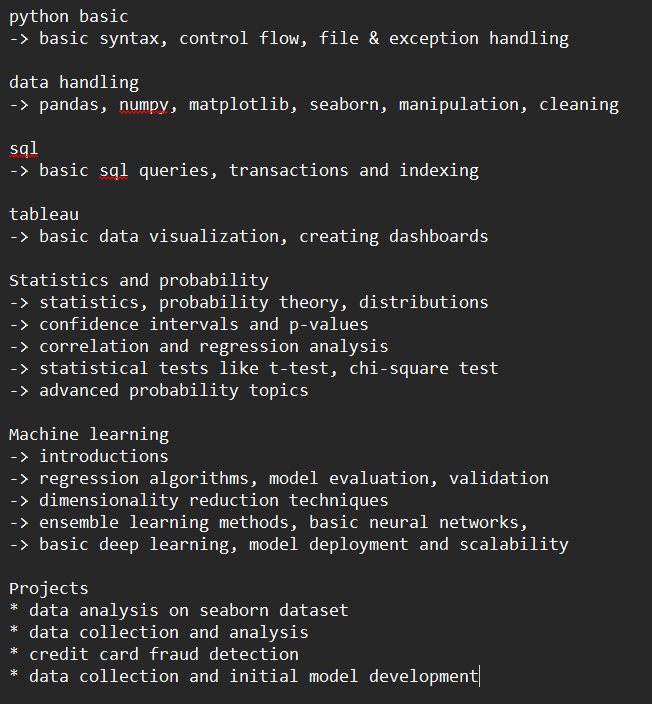 python basic
-> basic syntax, control flow, file & exception handling
data handling
-> pandas, numpy, matplotlib, seaborn, manipulation, cleaning
sql
-> basic sql queries, transactions and indexing
tableau
-> basic data visualization, creating dashboards
Statistics and probability
-> statistics, probability theory, distributions
-> confidence intervals and p-values
-> correlation and regression analysis
-> statistical tests like t-test, chi-square test
-> advanced probability topics
Machine learning
-> introductions
-> regression algorithms, model evaluation, validation
-> dimensionality reduction techniques
-> ensemble learning methods, basic neural networks,
-> basic deep learning, model deployment and scalability
Projects
* data analysis on seaborn dataset
* data collection and analysis
* credit card fraud detection
* data collection and initial model development